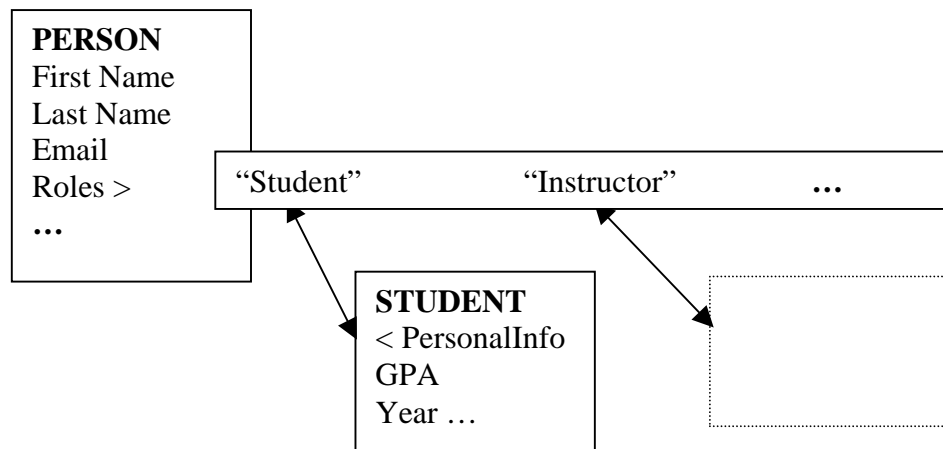 PERSON
First Name
Last Name
Email
Roles >
…
“Student” “Instructor” …
STUDENT
< PersonalInfo
GPA
Year …